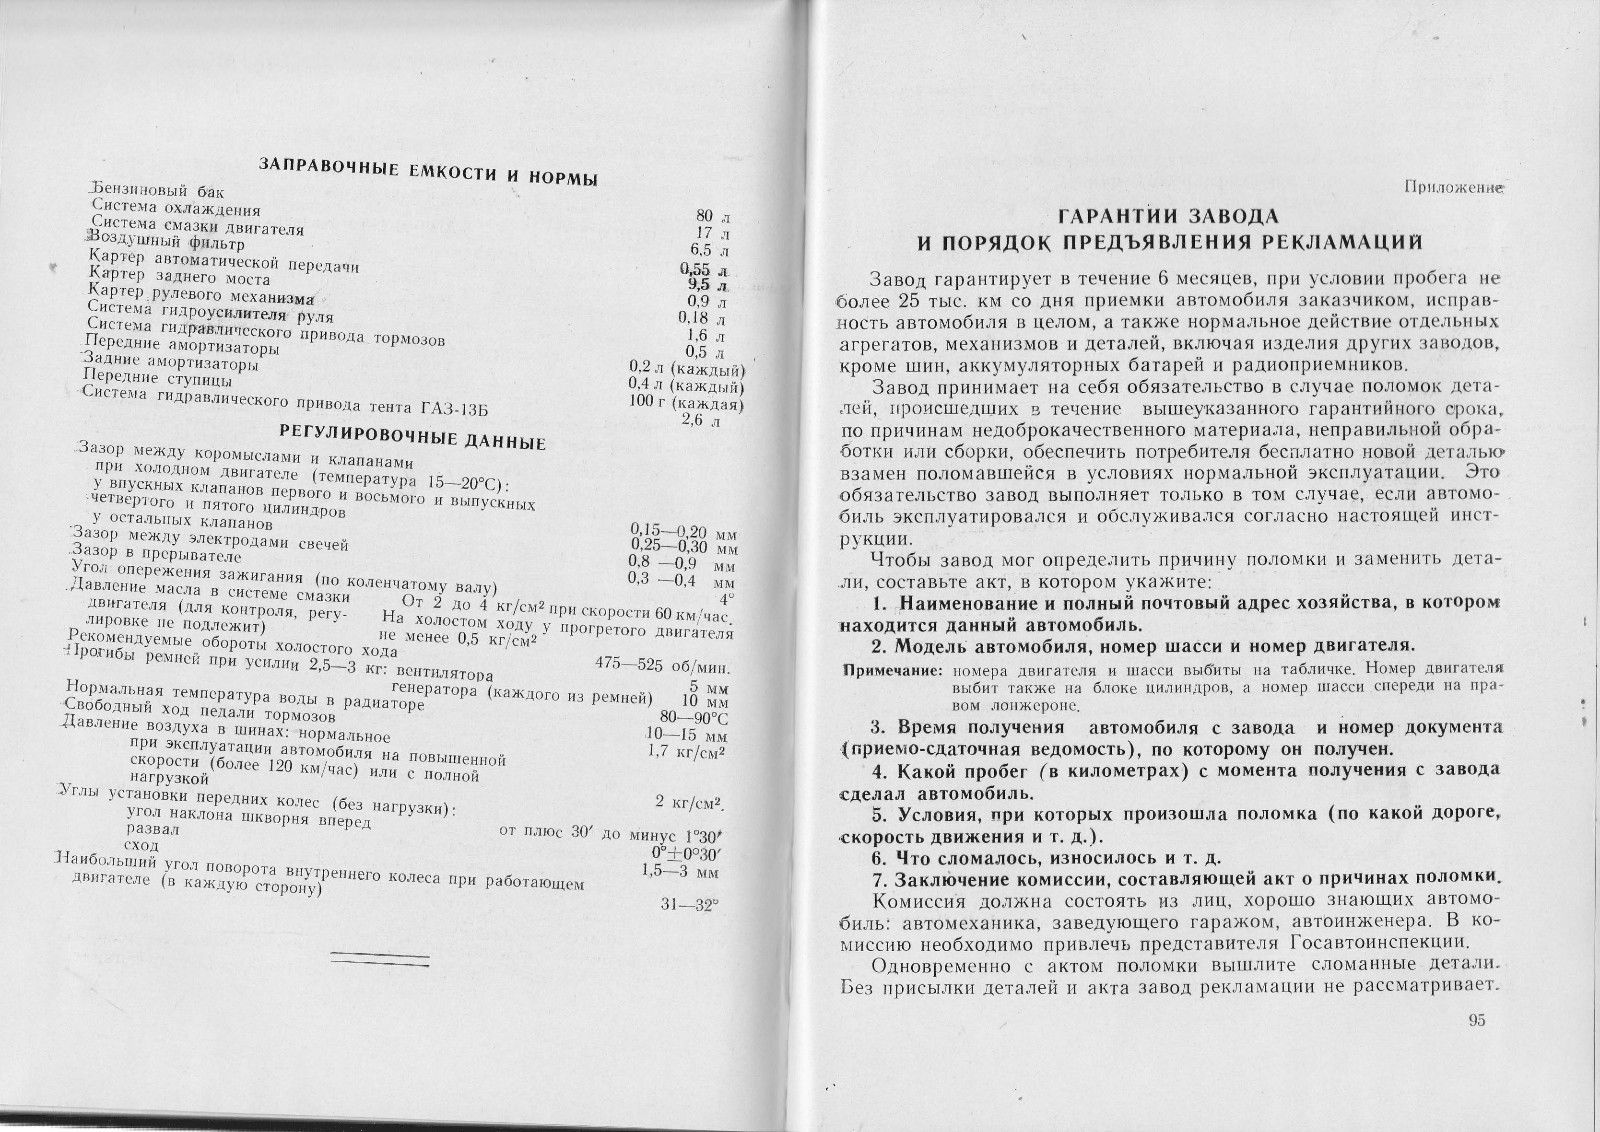 ЗАПРАВОЧНЫЕ ЕМКОСТИ И НОРМЫ
Бензиновый бак 80 л
Система охлаждения 17 л
Система смазки двигателя 6,5 л
Воздушный фильтр 0,55 л
Картер автоматической передачи 9,5 л
Картер заднего моста 0,9 л
Картер рулевого механизма 0,18 л
Система гидроусилителя руля 1,6 л
Система гидравлического привода тормозов 0,5 л
Передние амортизаторы 0,2 л (каждый)
Задние амортизаторы 0,4 л (каждый)
Передние ступицы 100 г (каждая)
Система гидравлического привода тента ГАЗ-13Б 2,6 л
РЕГУЛИРОВОЧНЫЕ ДАННЫЕ
Зазор между коромыслами и клапанами
при холодном двигателе (температура 15—20°С):
у впускных клапанов первого и восьмого и выпускных
четвертого и пятого цилиндров 0,15—0,20 мм
у остальных клапанов 0,25—0,30 мм
Зазор между электродами свечей 0,8 —0,9 мм
Зазор в прерывателе 0,3 —0,4 мм
Угол опережения зажигания (по коленчатому валу) 4°
Давление масла в системе смазки От 2 до 4 кг/см² при скорости 60 км/час.
двигателя (для контроля, регу- На холостом ходу у прогретого двигателя
лировке не подлежит) не менее 0,5 кг/см²
Рекомендуемые обороты холостого хода 475—525 об/мин.
Прогибы ремней при усилии 2,5—3 кг: вентилятора 5 мм
генератора (каждого из ремней) 10 мм
Нормальная температура воды в радиаторе 80—90°С
Свободный ход педали тормозов 10—15 мм
Давление воздуха в шинах: нормальное 1,7 кг/см²
при эксплуатации автомобиля на повышенной
скорости (более 120 км/час) или с полной
нагрузкой 2 кг/см².
Углы установки передних колес (без нагрузки):
угол наклона шкворня вперед от плюс 30′ до минус 1°30′
развал 0°±0°30′
сход 1,5—3 мм
Наибольший угол поворота внутреннего колеса при работающем
двигателе (в каждую сторону) 31—32°
Приложение
ГАРАНТИИ ЗАВОДА
И ПОРЯДОК ПРЕДЪЯВЛЕНИЯ РЕКЛАМАЦИЙ
Завод гарантирует в течение 6 месяцев, при условии пробега не
более 25 тыс. км со дня приемки автомобиля заказчиком, исправ-
ность автомобиля в целом, а также нормальное действие отдельных
агрегатов, механизмов и деталей, включая изделия других заводов,
кроме шин, аккумуляторных батарей и радиоприемников.
Завод принимает на себя обязательство в случае поломок дета-
лей, происшедших в течение вышеуказанного гарантийного срока,
по причинам недоброкачественного материала, неправильной обра-
ботки или сборки, обеспечить потребителя бесплатно новой деталью
взамен поломавшейся в условиях нормальной эксплуатации. Это
обязательство завод выполняет только в том случае, если автомо-
биль эксплуатировался и обслуживался согласно настоящей инст-
рукции.
Чтобы завод мог определить причину поломки и заменить дета-
ли, составьте акт, в котором укажите:
1. Наименование и полный почтовый адрес хозяйства, в котором
находится данный автомобиль.
2. Модель автомобиля, номер шасси и номер двигателя.
Примечание: номера двигателя и шасси выбиты на табличке. Номер двигателя
выбит также на блоке цилиндров, а номер шасси спереди на пра-
вом лонжероне.
3. Время получения автомобиля с завода и номер документа
(приемо-сдаточная ведомость), по которому он получен.
4. Какой пробег (в километрах) с момента получения с завода
сделал автомобиль.
5. Условия, при которых произошла поломка (по какой дороге,
скорость движения и т. д.).
6. Что сломалось, износилось и т. д.
7. Заключение комиссии, составляющей акт о причинах поломки.
Комиссия должна состоять из лиц, хорошо знающих автомо-
биль: автомеханика, заведующего гаражом, автоинженера. В ко-
миссию необходимо привлечь представителя Госавтоинспекции.
Одновременно с актом поломки вышлите сломанные детали.
Без присылки деталей и акта завод рекламации не рассматривает.
95